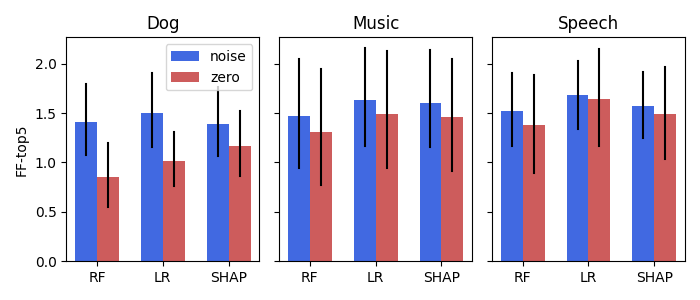 Dog
Music
Speech
noise
zero
FF-top5
2.0
1.5
1.0
0.5
0.0
RF LR SHAP
RF LR SHAP
RF LR SHAP